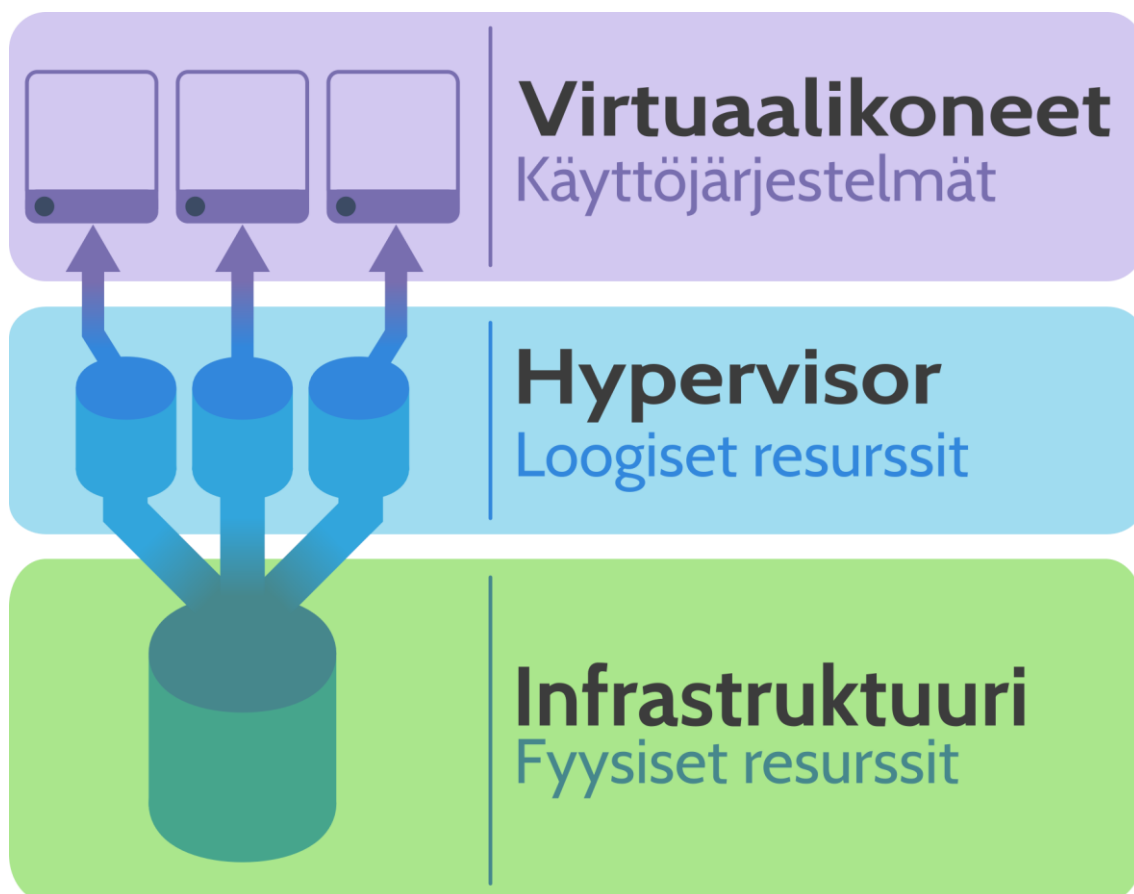 Virtuaalikoneet
Käyttöjärjestelmät
Hypervisor
Loogiset resurssit
Infrastruktuuri
Fyysiset resurssit